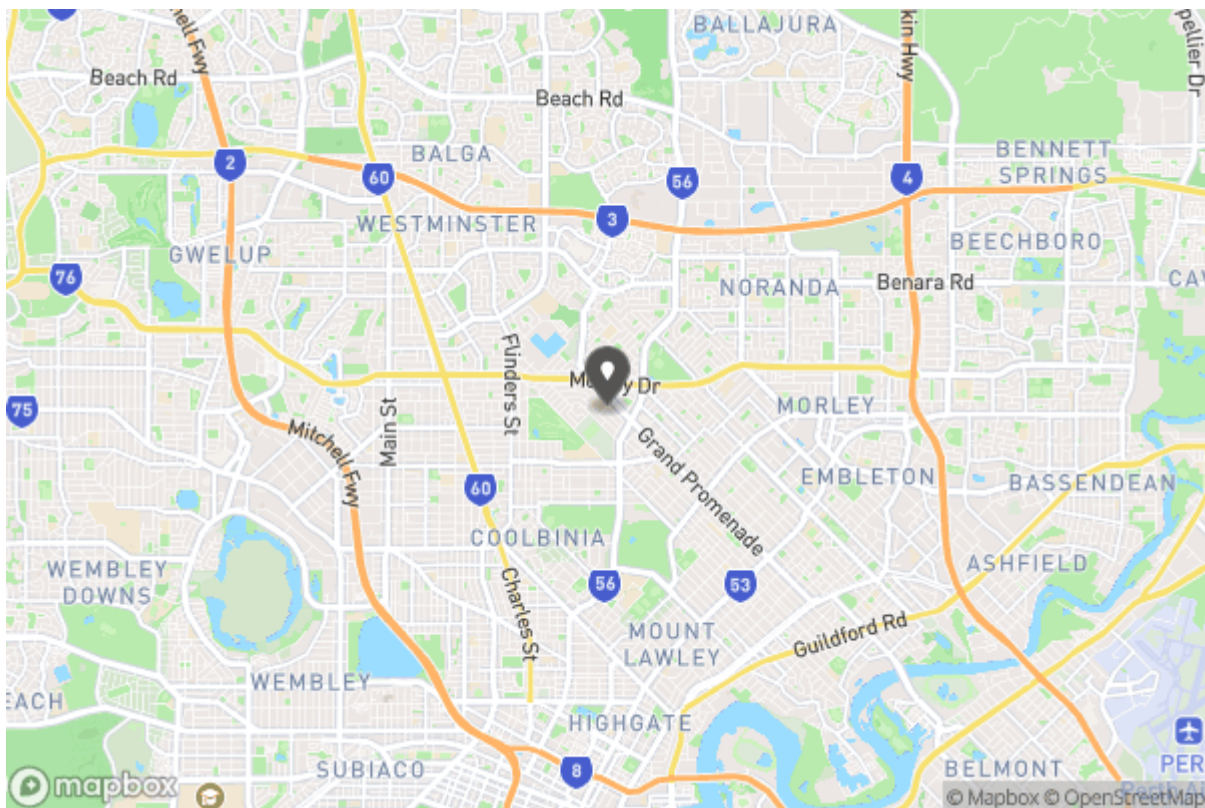 BALLAJURA
Beach Rd
Beach Rd
BALGA
2
60
56
4
BENNETT
SPRINGS
WESTMINSTER
3
GWELUP
BEECHBORO
76
NORANDA
Benara Rd
Flinders St
75
Main St
MORLEY
Mitchell Fwy
Grand Promenade
EMBLETON
60
BASSENDEAN
COOLBINIA
WEMBLEY
DOWNS
56
53
ASHFIELD
Charles St
MOUNT
LAWLEY
Guildford Rd
WEMBLEY
EACH
HIGHGATE
SUBIACO
8
BELMONT
PER
mapbox
© Mapbox © OpenStreetMap